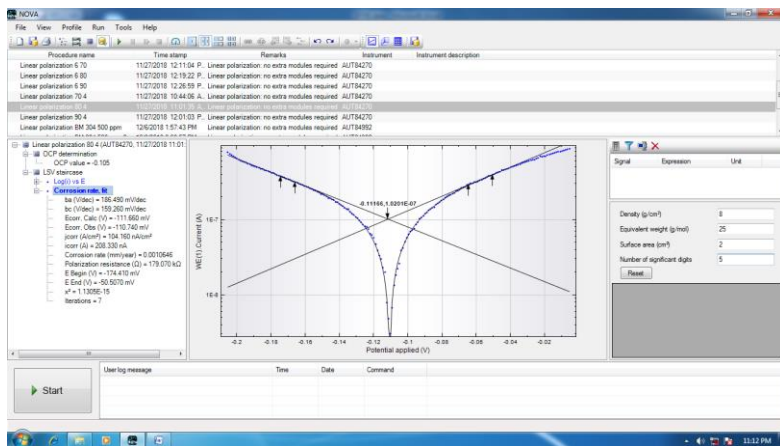 NOVA
File View Profile Run Tools Help
Procedure name Time stamp Remarks Instrument Instrument description
Linear polarization 6 70 11/27/2018 12:11:04 P.. Linear polarization: no extra modules required AUT84270
Linear polarization 6 80 11/27/2018 12:19:22 P.. Linear polarization: no extra modules required AUT84270
Linear polarization 6 90 11/27/2018 12:26:59 P.. Linear polarization: no extra modules required AUT84270
Linear polarization 70 4 11/27/2018 10:44:06 A.. Linear polarization: no extra modules required AUT84270
Linear polarization 80 4 11/27/2018 11:01:35 A.. Linear polarization: no extra modules required AUT84270
Linear polarization 90 4 11/27/2018 12:01:03 P.. Linear polarization: no extra modules required AUT84270
Linear polarization BM 304 500 ppm 12/6/2018 1:57:43 PM Linear polarization: no extra modules required AUT84992
Linear polarization 80 4 (AUT84270, 11/27/2018 11:01:
OCP determination
OCP value = -0.105
LSV staircase
Log(i) vs E
Corrosion rate, fit
ba (V/dec) = 186.490 mV/dec
bc (V/dec) = 159.260 mV/dec
Ecorr, Calc (V) = -111.660 mV
Ecorr, Obs (V) = -110.740 mV
jcorr (A/cm²) = 104.160 nA/cm²
icorr (A) = 208.330 nA
Corrosion rate (mm/year) = 0.0010646
Polarization resistance (Ω) = 179.070 kΩ
E Begin (V) = -174.410 mV
E End (V) = -50.5070 mV
χ² = 1.1305E-15
Iterations = 7
WE(1).Current (A)
1E-7
1E-8
-0.11166,1.0201E-07
-0.2 -0.18 -0.16 -0.14 -0.12 -0.1 -0.08 -0.06 -0.04 -0.02
Potential applied (V)
Signal Expression Unit
Density (g/cm³) 8
Equivalent weight (g/mol) 25
Surface area (cm²) 2
Number of significant digits 5
Reset
Start
User log message Time Date Command
11:12 PM